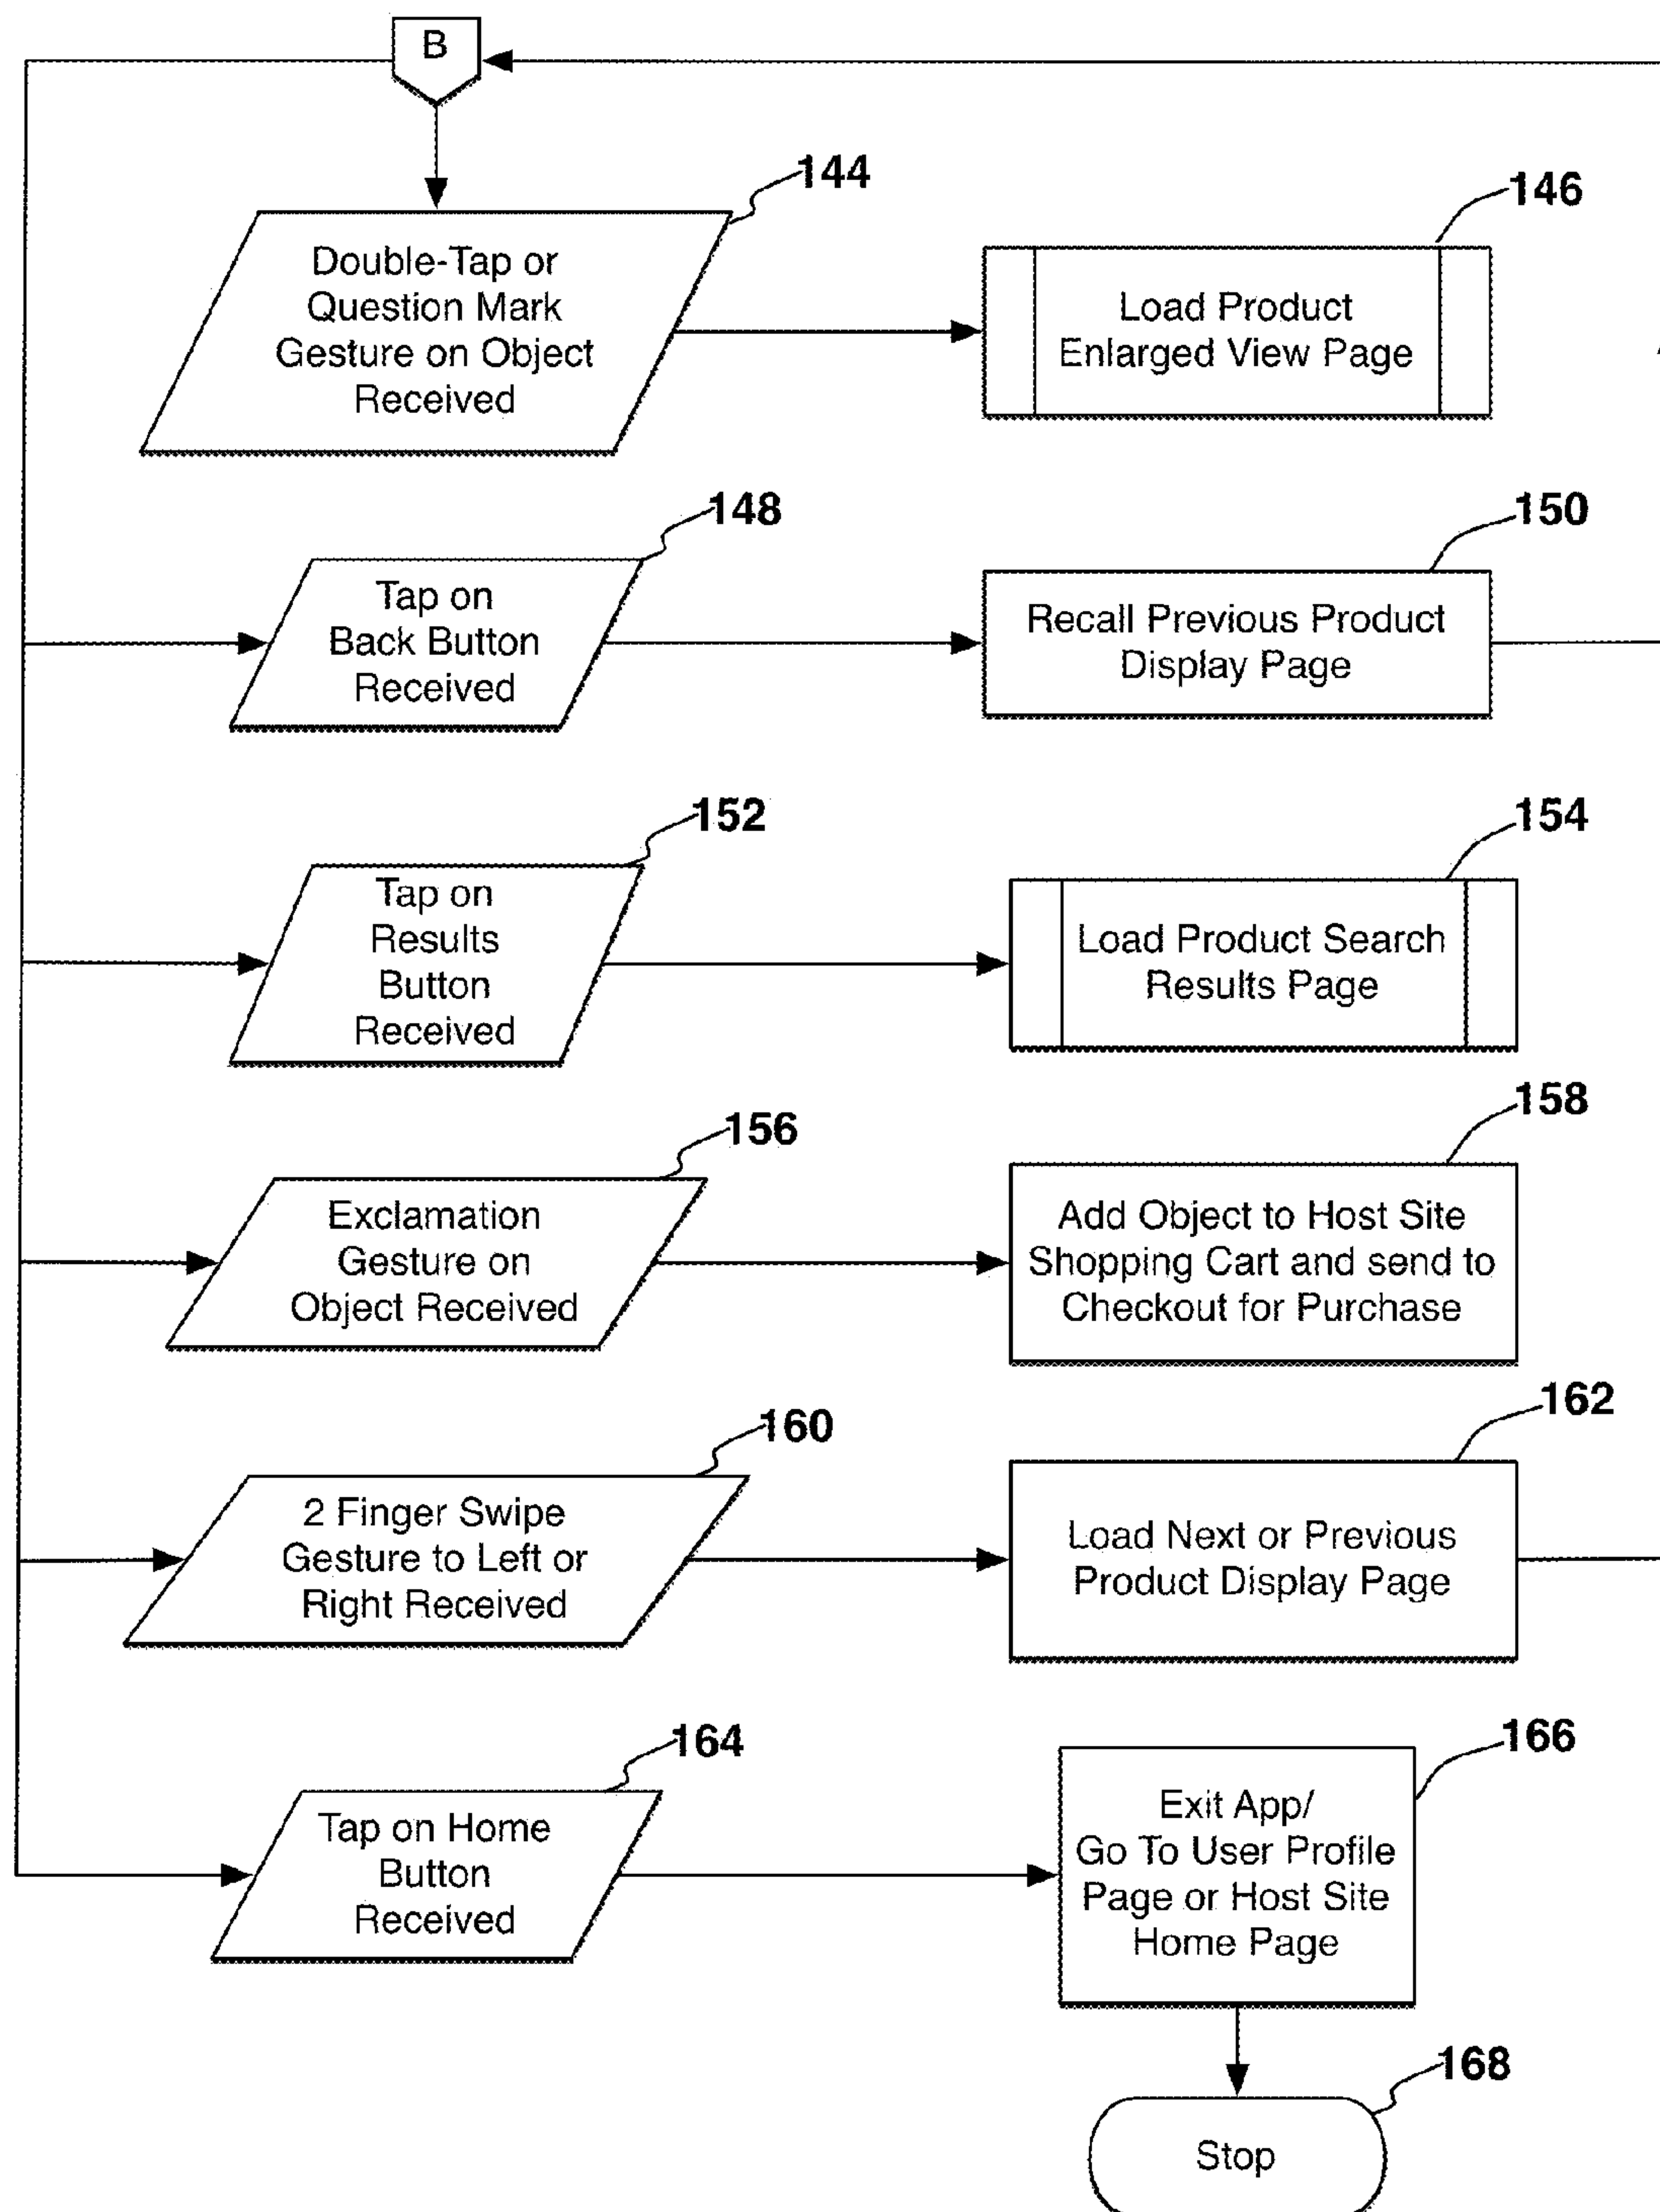 B
144
Double-Tap or
Question Mark
Gesture on Object
Received
146
Load Product
Enlarged View Page
148
Tap on
Back Button
Received
150
Recall Previous Product
Display Page
152
Tap on
Results
Button
Received
154
Load Product Search
Results Page
156
Exclamation
Gesture on
Object Received
158
Add Object to Host Site
Shopping Cart and send to
Checkout for Purchase
160
2 Finger Swipe
Gesture to Left or
Right Received
162
Load Next or Previous
Product Display Page
164
Tap on Home
Button
Received
166
Exit App/
Go To User Profile
Page or Host Site
Home Page
168
Stop